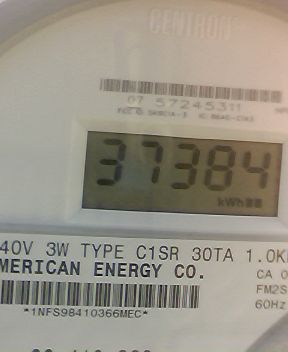 CENTRON
07 57245311
37384
kWh
40V 3W TYPE C1SR 30TA 1.0K
MERICAN ENERGY CO.
CA 0
FM2S
60Hz
*1NFS98410366MEC*